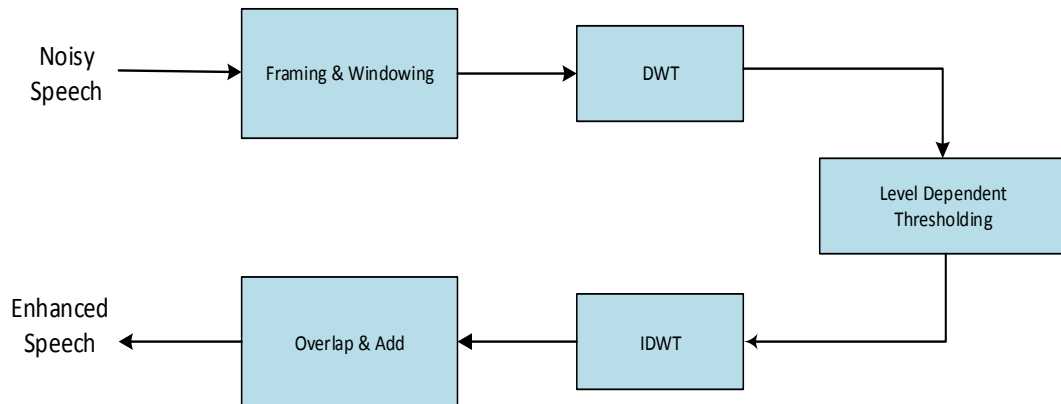 Noisy
Speech
Framing & Windowing
DWT
Level Dependent
Thresholding
IDWT
Overlap & Add
Enhanced
Speech